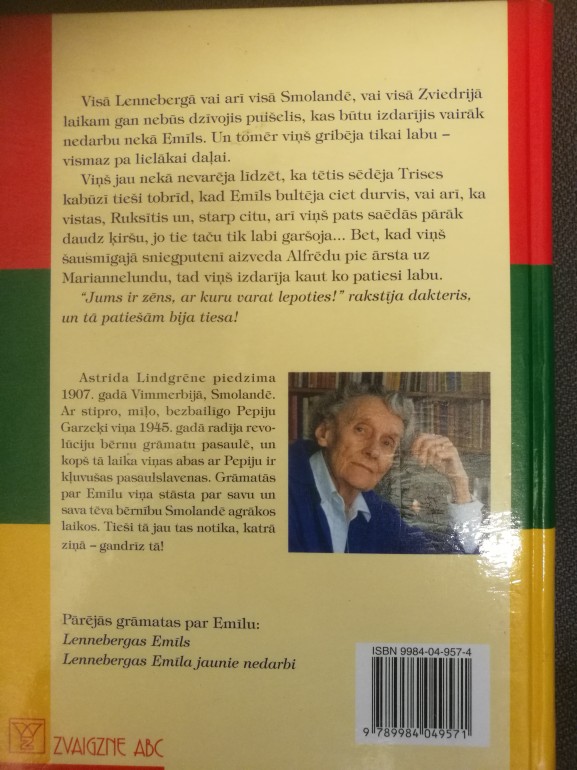 Visā Lennebergā vai arī visā Smolandē, vai visā Zviedrijā
laikam gan nebūs dzīvojis puišelis, kas būtu izdarījis vairāk
nedarbu nekā Emīls. Un tomēr viņš gribēja tikai labu –
vismaz pa lielākai daļai.
Viņš jau nekā nevarēja līdzēt, ka tētis sēdēja Trises
kabūzī tieši tobrīd, kad Emīls bultēja ciet durvis, vai arī, ka
vistas, Ruksītis un, starp citu, arī viņš pats saēdās pārāk
daudz ķiršu, jo tie taču tik labi garšoja... Bet, kad viņš
šausmīgajā sniegputenī aizveda Alfrēdu pie ārsta uz
Mariannelundu, tad viņš izdarīja kaut ko patiesi labu.
“Jums ir zēns, ar kuru varat lepoties!” rakstīja dakteris,
un tā patiešām bija tiesa!
Astrida Lindgrēne piedzima
1907. gadā Vimmerbijā, Smolandē.
Ar stipro, mīļo, bezbailīgo Pepiju
Garzeķi viņa 1945. gadā radīja revo-
lūciju bērnu grāmatu pasaulē, un
kopš tā laika viņas abas ar Pepiju ir
kļuvušas pasaulslavenas. Grāmatās
par Emīlu viņa stāsta par savu un
sava tēva bērnību Smolandē agrākos
laikos. Tieši tā jau tas notika, katrā
ziņā – gandrīz tā!
Pārējās grāmatas par Emīlu:
Lennebergas Emīls
Lennebergas Emīla jaunie nedarbi
ISBN 9984-04-957-4
9 789984 049571
ZVAIGZNE ABC